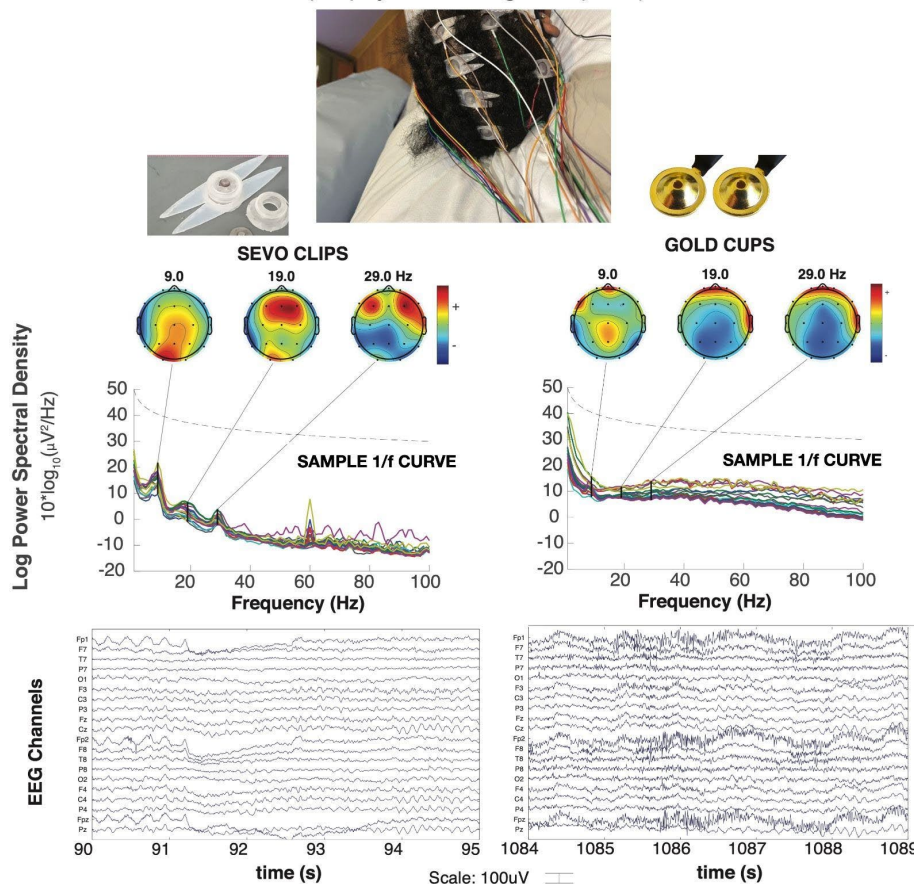 SEVO CLIPS
GOLD CUPS
9.0 19.0 29.0 Hz
9.0 19.0 29.0 Hz
+
-
+
-
Log Power Spectral Density
10*log10(μV²/Hz)
50
40
30
20
10
0
-10
-20
SAMPLE 1/f CURVE
20 40 60 80 100
Frequency (Hz)
50
40
30
20
10
0
-10
-20
SAMPLE 1/f CURVE
20 40 60 80 100
Frequency (Hz)
EEG Channels
Fp1
F7
T7
P7
O1
F3
C3
P3
Fz
Cz
Fp2
F8
T8
P8
O2
F4
C4
P4
Fpz
Pz
90 91 92 93 94 95
time (s)
Fp1
F7
T7
P7
O1
F3
C3
P3
Fz
Cz
Fp2
F8
T8
P8
O2
F4
C4
P4
Fpz
Pz
1084 1085 1086 1087 1088 1089
time (s)
Scale: 100uV